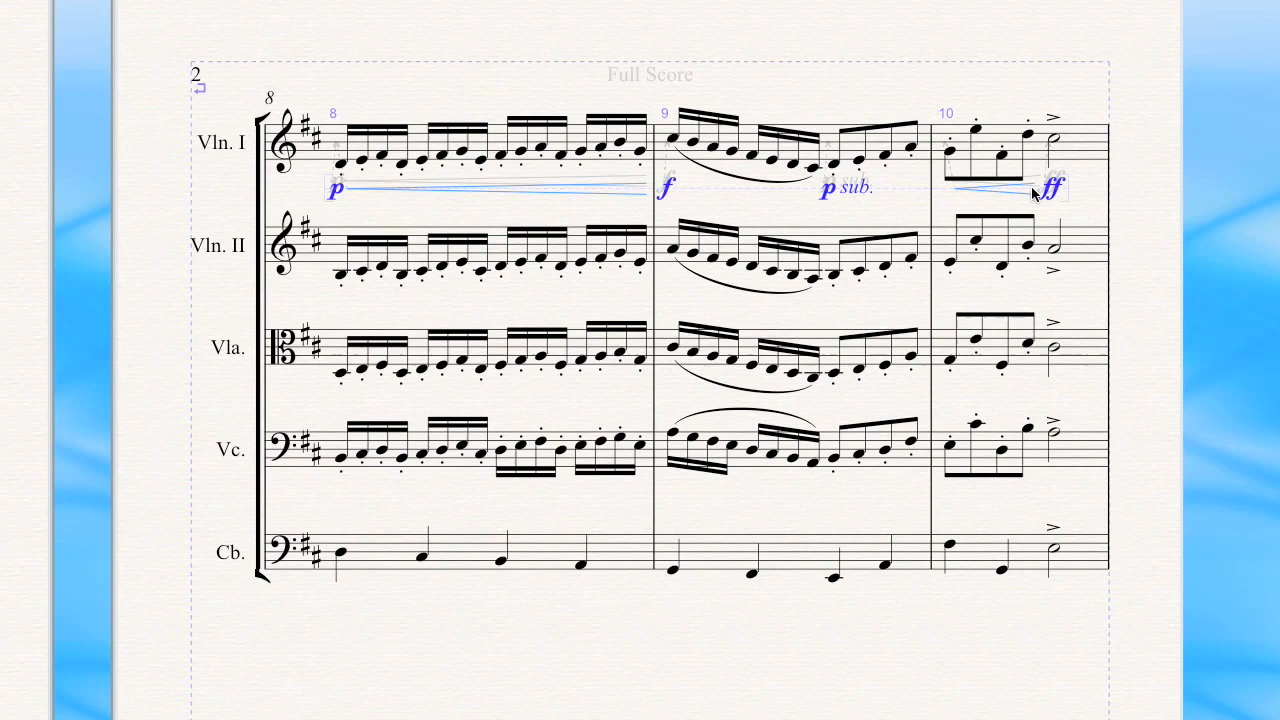 2
Full Score
8
8 9 10
Vln. I
p f p sub. ff
Vln. II
Vla.
Vc.
Cb.